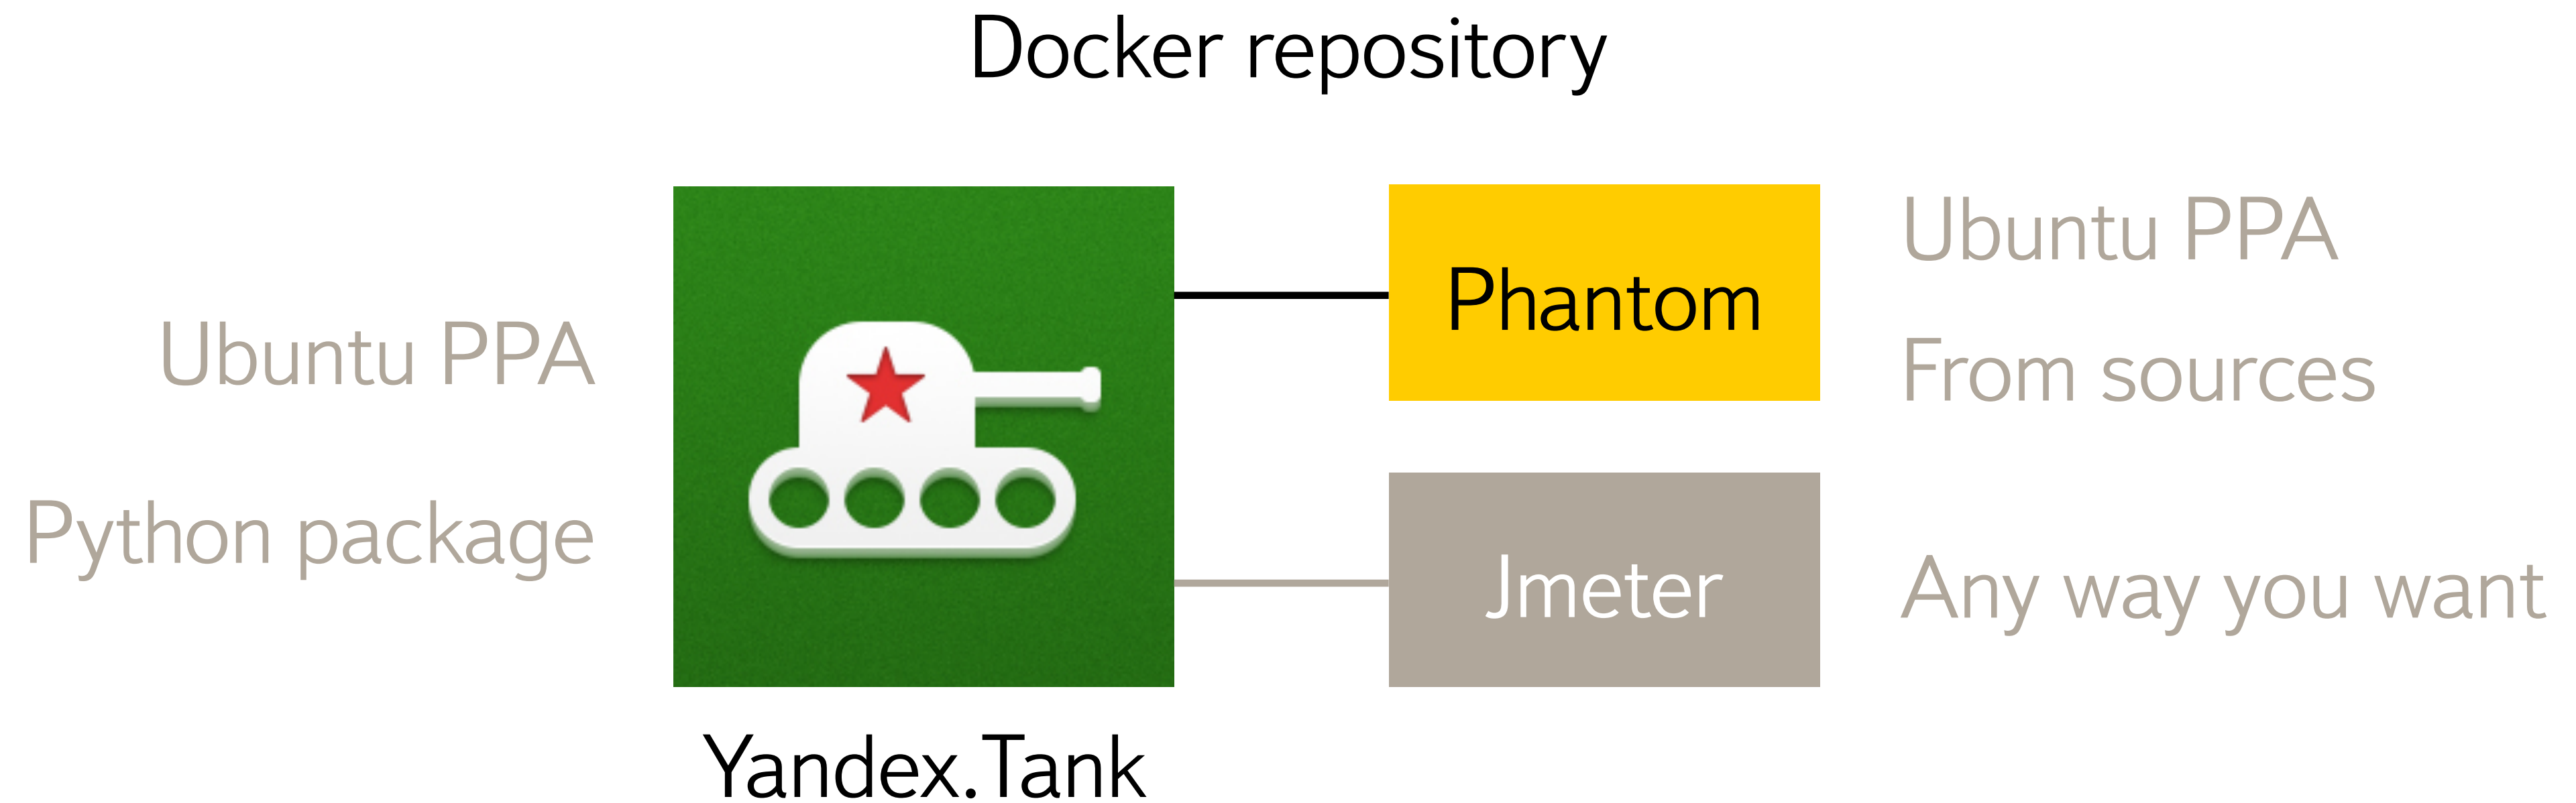 Docker repository
Ubuntu PPA
Python package
Yandex.Tank
Phantom
Ubuntu PPA
From sources
Jmeter
Any way you want